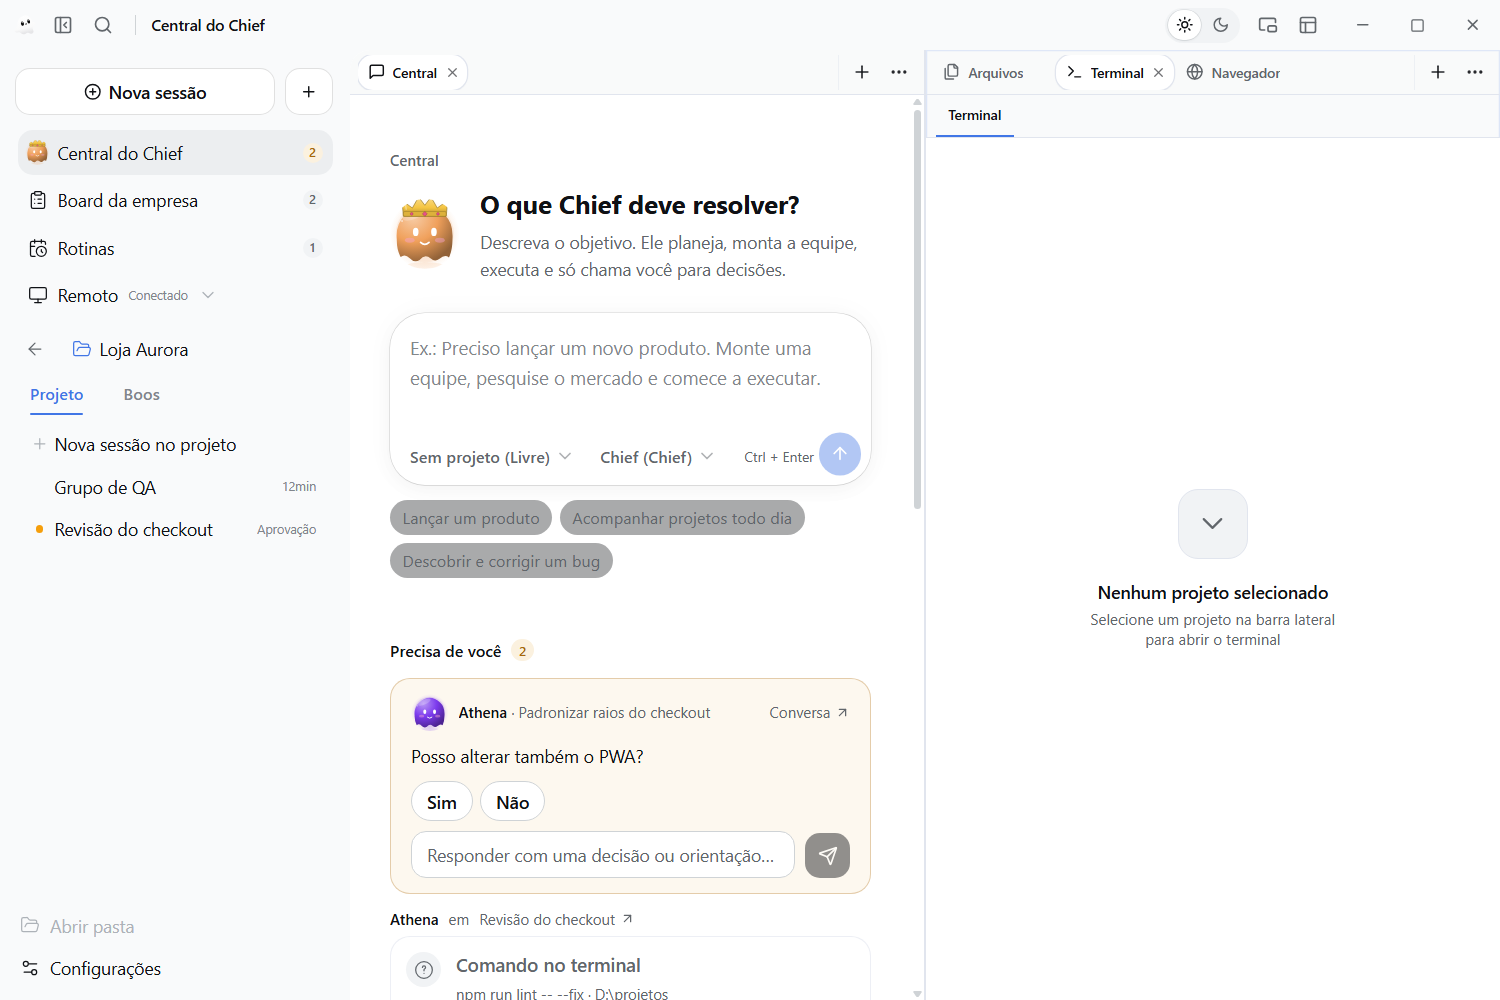 Central do Chief
Nova sessão
Central do Chief 2
Board da empresa 2
Rotinas 1
Remoto Conectado
Loja Aurora
Projeto Boos
Nova sessão no projeto
Grupo de QA 12min
Revisão do checkout Aprovação
Abrir pasta
Configurações
Central
Central
O que Chief deve resolver?
Descreva o objetivo. Ele planeja, monta a equipe,
executa e só chama você para decisões.
Ex.: Preciso lançar um novo produto. Monte uma
equipe, pesquise o mercado e comece a executar.
Sem projeto (Livre) Chief (Chief) Ctrl + Enter
Lançar um produto Acompanhar projetos todo dia
Descobrir e corrigir um bug
Precisa de você 2
Athena · Padronizar raios do checkout Conversa
Posso alterar também o PWA?
Sim Não
Responder com uma decisão ou orientação...
Athena em Revisão do checkout
Comando no terminal
npm run lint -- --fix · D:\projetos
Arquivos Terminal Navegador
Terminal
Nenhum projeto selecionado
Selecione um projeto na barra lateral
para abrir o terminal